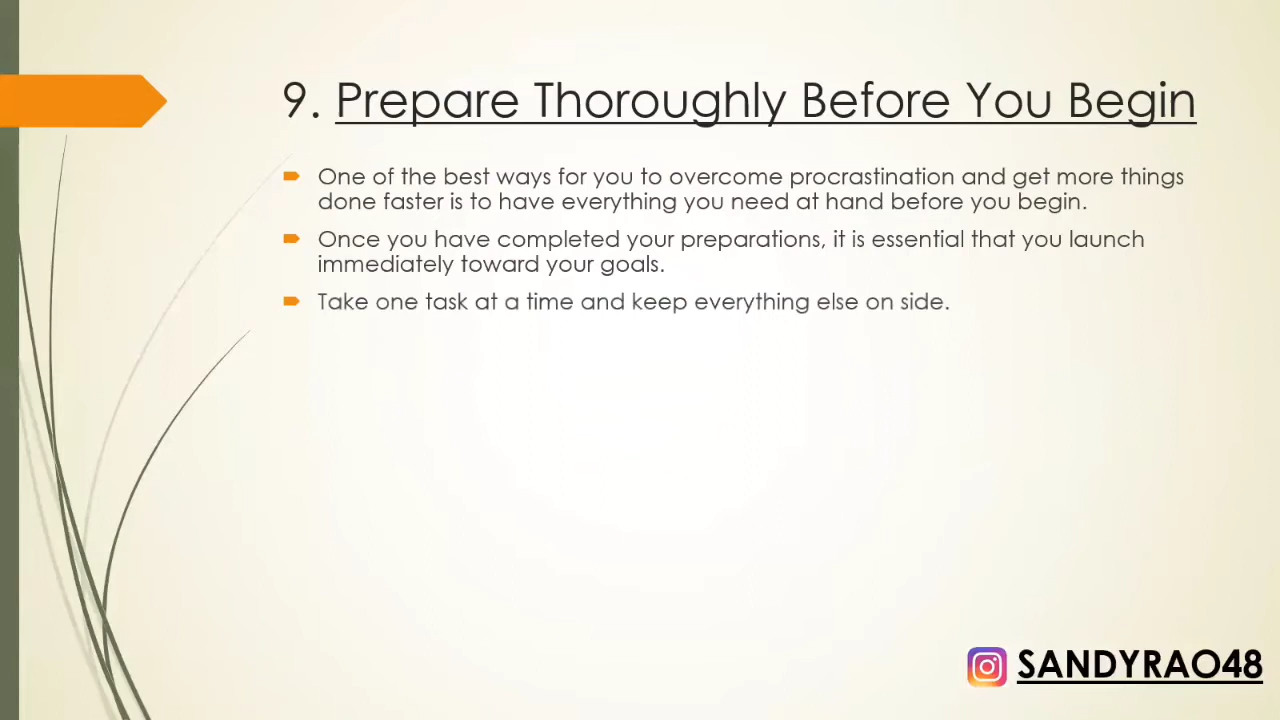 9. Prepare Thoroughly Before You Begin
One of the best ways for you to overcome procrastination and get more things
done faster is to have everything you need at hand before you begin.
Once you have completed your preparations, it is essential that you launch
immediately toward your goals.
Take one task at a time and keep everything else on side.
SANDYRAO48